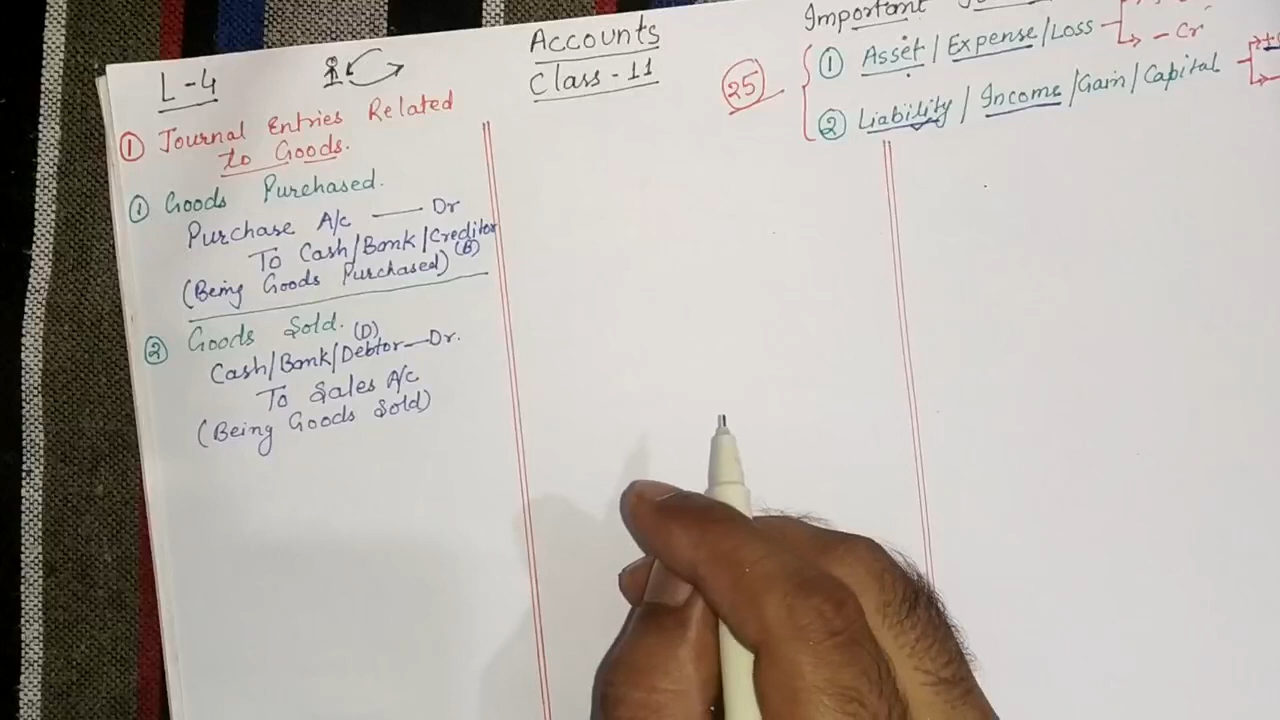 L-4
Accounts
Class-11
① Journal Entries Related
to Goods.
① Goods Purchased.
Purchase A/c —— Dr
To Cash/Bank/Creditor
(B)
(Being Goods Purchased)
② Goods Sold.
(D)
Cash/Bank/Debtor—Dr.
To Sales A/c
(Being Goods Sold)
Important
25
① Asset/Expense/Loss
- Cr
② Liability/Income/Gain/Capital